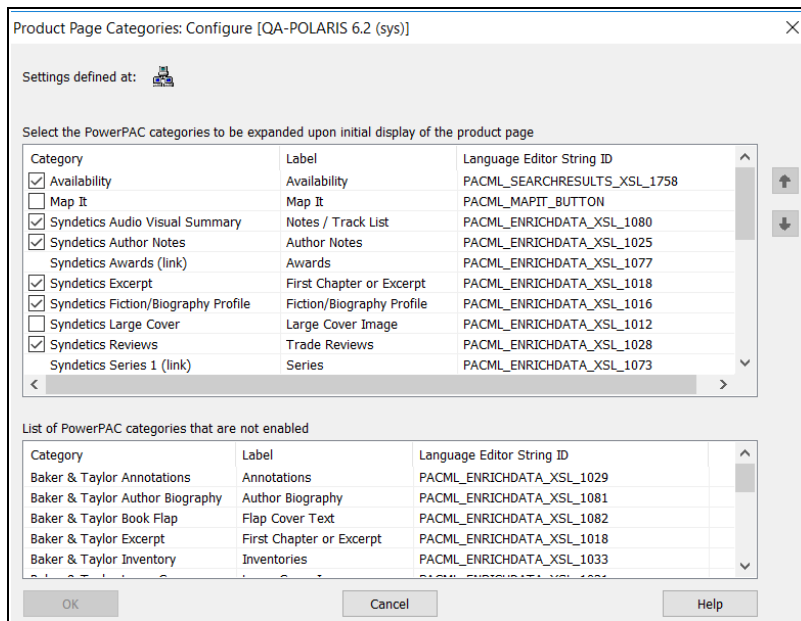 Product Page Categories: Configure [QA-POLARIS 6.2 (sys)]
Settings defined at:
Select the PowerPAC categories to be expanded upon initial display of the product page
Category Label Language Editor String ID
Availability Availability PACML_SEARCHRESULTS_XSL_1758
Map It Map It PACML_MAPIT_BUTTON
Syndetics Audio Visual Summary Notes / Track List PACML_ENRICHDATA_XSL_1080
Syndetics Author Notes Author Notes PACML_ENRICHDATA_XSL_1025
Syndetics Awards (link) Awards PACML_ENRICHDATA_XSL_1077
Syndetics Excerpt First Chapter or Excerpt PACML_ENRICHDATA_XSL_1018
Syndetics Fiction/Biography Profile Fiction/Biography Profile PACML_ENRICHDATA_XSL_1016
Syndetics Large Cover Large Cover Image PACML_ENRICHDATA_XSL_1012
Syndetics Reviews Trade Reviews PACML_ENRICHDATA_XSL_1028
Syndetics Series 1 (link) Series PACML_ENRICHDATA_XSL_1073
List of PowerPAC categories that are not enabled
Category Label Language Editor String ID
Baker & Taylor Annotations Annotations PACML_ENRICHDATA_XSL_1029
Baker & Taylor Author Biography Author Biography PACML_ENRICHDATA_XSL_1081
Baker & Taylor Book Flap Flap Cover Text PACML_ENRICHDATA_XSL_1082
Baker & Taylor Excerpt First Chapter or Excerpt PACML_ENRICHDATA_XSL_1018
Baker & Taylor Inventory Inventories PACML_ENRICHDATA_XSL_1033
OK Cancel Help